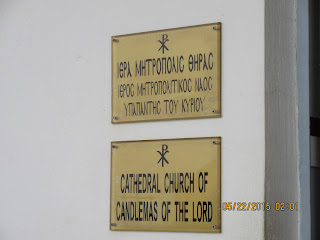 ΙΕΡΑ ΜΗΤΡΟΠΟΛΙΣ ΘΗΡΑΣ
ΙΕΡΟΣ ΜΗΤΡΟΠΟΛΙΤΙΚΟΣ ΝΑΟΣ
ΥΠΑΠΑΝΤΗΣ ΤΟΥ ΚΥΡΙΟΥ
CATHEDRAL CHURCH OF
CANDLEMAS OF THE LORD
05/22/2015 02:01